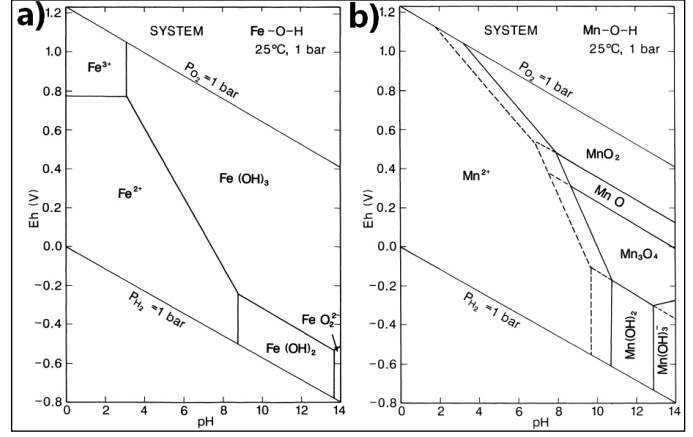 a)
SYSTEM Fe-O-H
25°C, 1 bar
Fe³⁺
P_O₂ = 1 bar
Fe²⁺
Fe (OH)₃
P_H₂ = 1 bar
Fe O₂²⁻
Fe (OH)₂
Eh (V)
1.2
1.0
0.8
0.6
0.4
0.2
0.0
-0.2
-0.4
-0.6
-0.8
0 2 4 6 8 10 12 14
pH
b)
SYSTEM Mn-O-H
25°C, 1 bar
P_O₂ = 1 bar
MnO₂
Mn²⁺
Mn O
Mn₃O₄
P_H₂ = 1 bar
Mn(OH)₂
Mn(OH)₃⁻
Eh (V)
1.2
1.0
0.8
0.6
0.4
0.2
0.0
-0.2
-0.4
-0.6
-0.8
0 2 4 6 8 10 12 14
pH